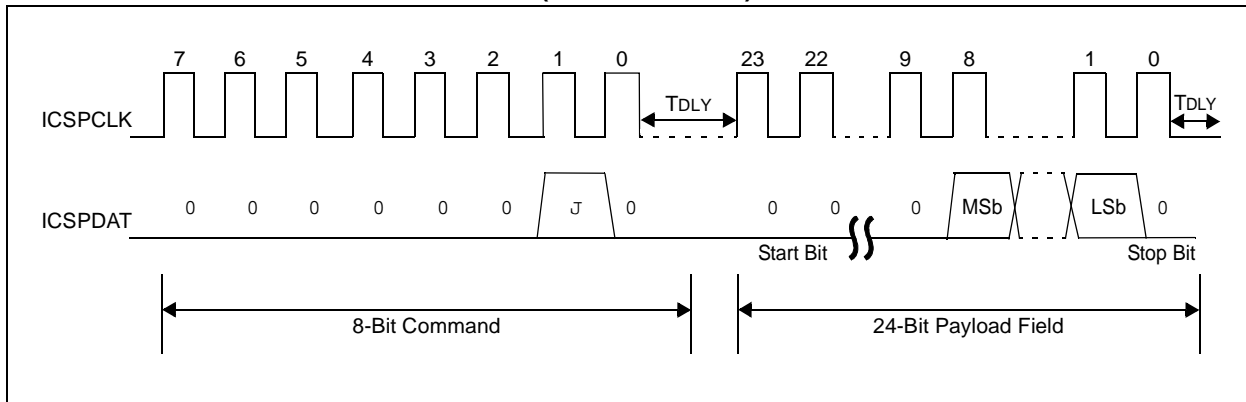 7 6 5 4 3 2 1 0 23 22 9 8 1 0
ICSPCLK TDLY TDLY
ICSPDAT 0 0 0 0 0 0 J 0 0 0 0 MSb LSb 0
Start Bit Stop Bit
8-Bit Command 24-Bit Payload Field